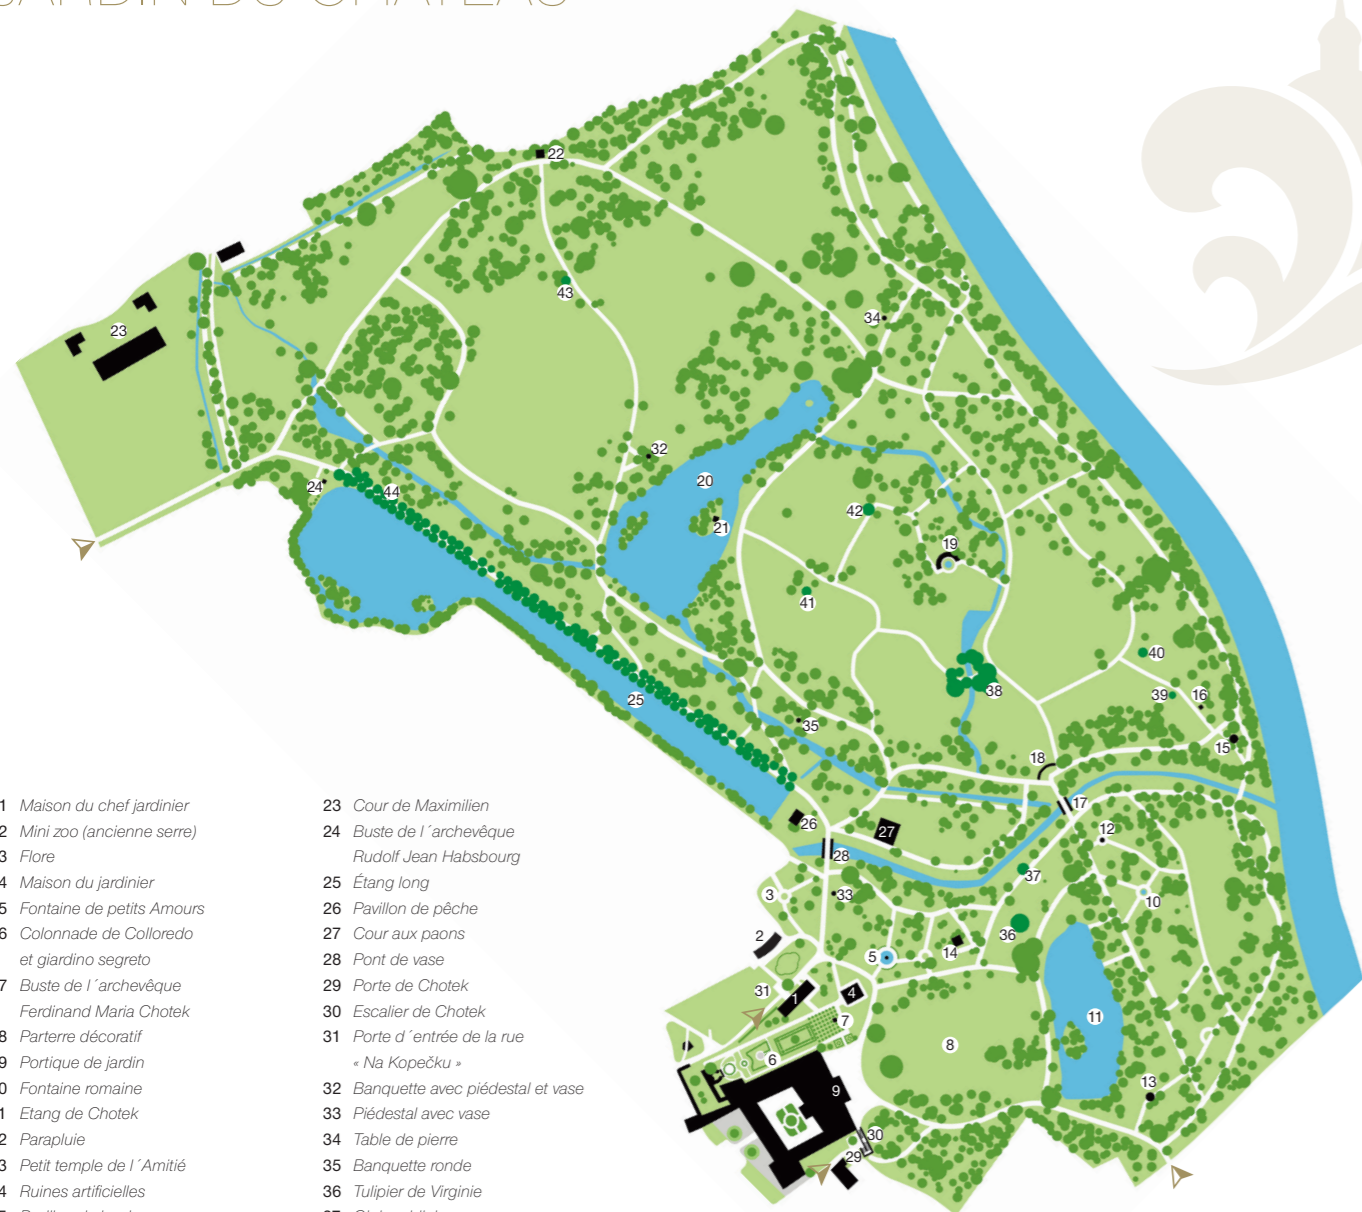 JARDIN DU CHÂTEAU
22
43
23
34
32
24
44
20
21
42
19
41
25
38
40
39
16
15
35
18
17
26
27
28
12
37
10
3
33
36
2
5
14
31
1
4
7
11
8
6
9
13
30
29
1 Maison du chef jardinier
2 Mini zoo (ancienne serre)
3 Flore
4 Maison du jardinier
5 Fontaine de petits Amours
6 Colonnade de Colloredo
et giardino segreto
7 Buste de l´archevêque
Ferdinand Maria Chotek
8 Parterre décoratif
9 Portique de jardin
0 Fontaine romaine
1 Etang de Chotek
2 Parapluie
3 Petit temple de l´Amitié
4 Ruines artificielles
23 Cour de Maximilien
24 Buste de l´archevêque
Rudolf Jean Habsbourg
25 Étang long
26 Pavillon de pêche
27 Cour aux paons
28 Pont de vase
29 Porte de Chotek
30 Escalier de Chotek
31 Porte d´entrée de la rue
« Na Kopečku »
32 Banquette avec piédestal et vase
33 Piédestal avec vase
34 Table de pierre
35 Banquette ronde
36 Tulipier de Virginie